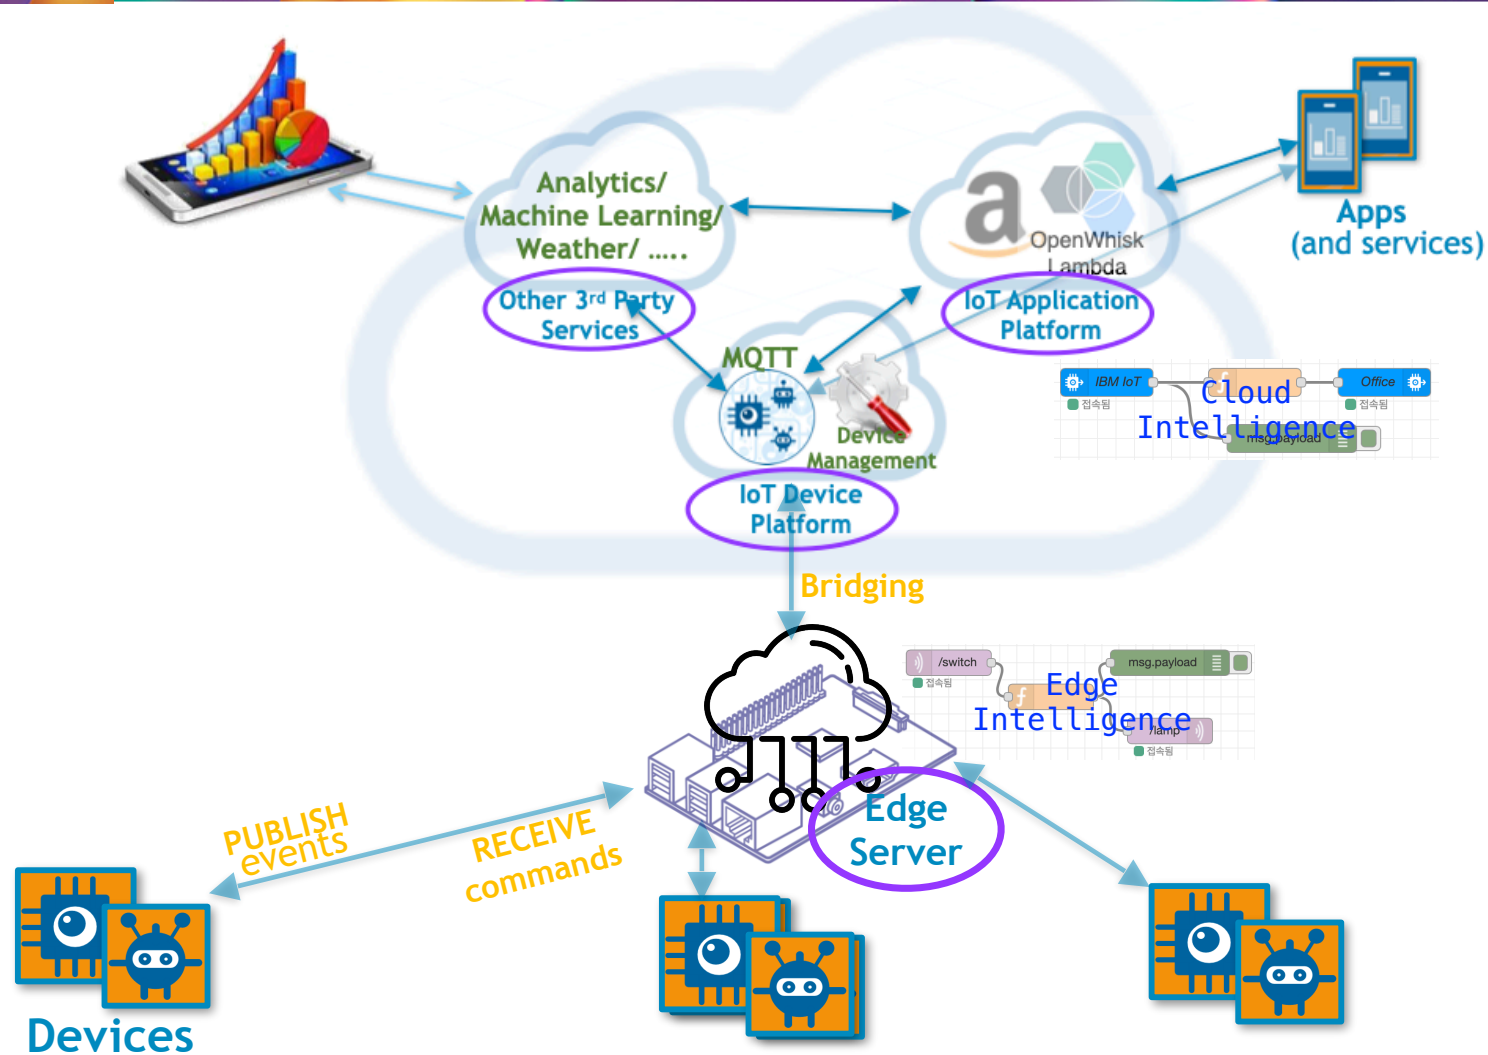 Analytics/
Machine Learning/
Weather/ .....
Other 3rd Party
Services
a
OpenWhisk
Lambda
IoT Application
Platform
Apps
(and services)
MQTT
Device
Management
IoT Device
Platform
IBM IoT
접속됨
f
Office
접속됨
msg.payload
Cloud
Intelligence
Bridging
/switch
접속됨
f
msg.payload
/lamp
접속됨
Edge
Intelligence
Edge
Server
PUBLISH
events
RECEIVE
commands
Devices